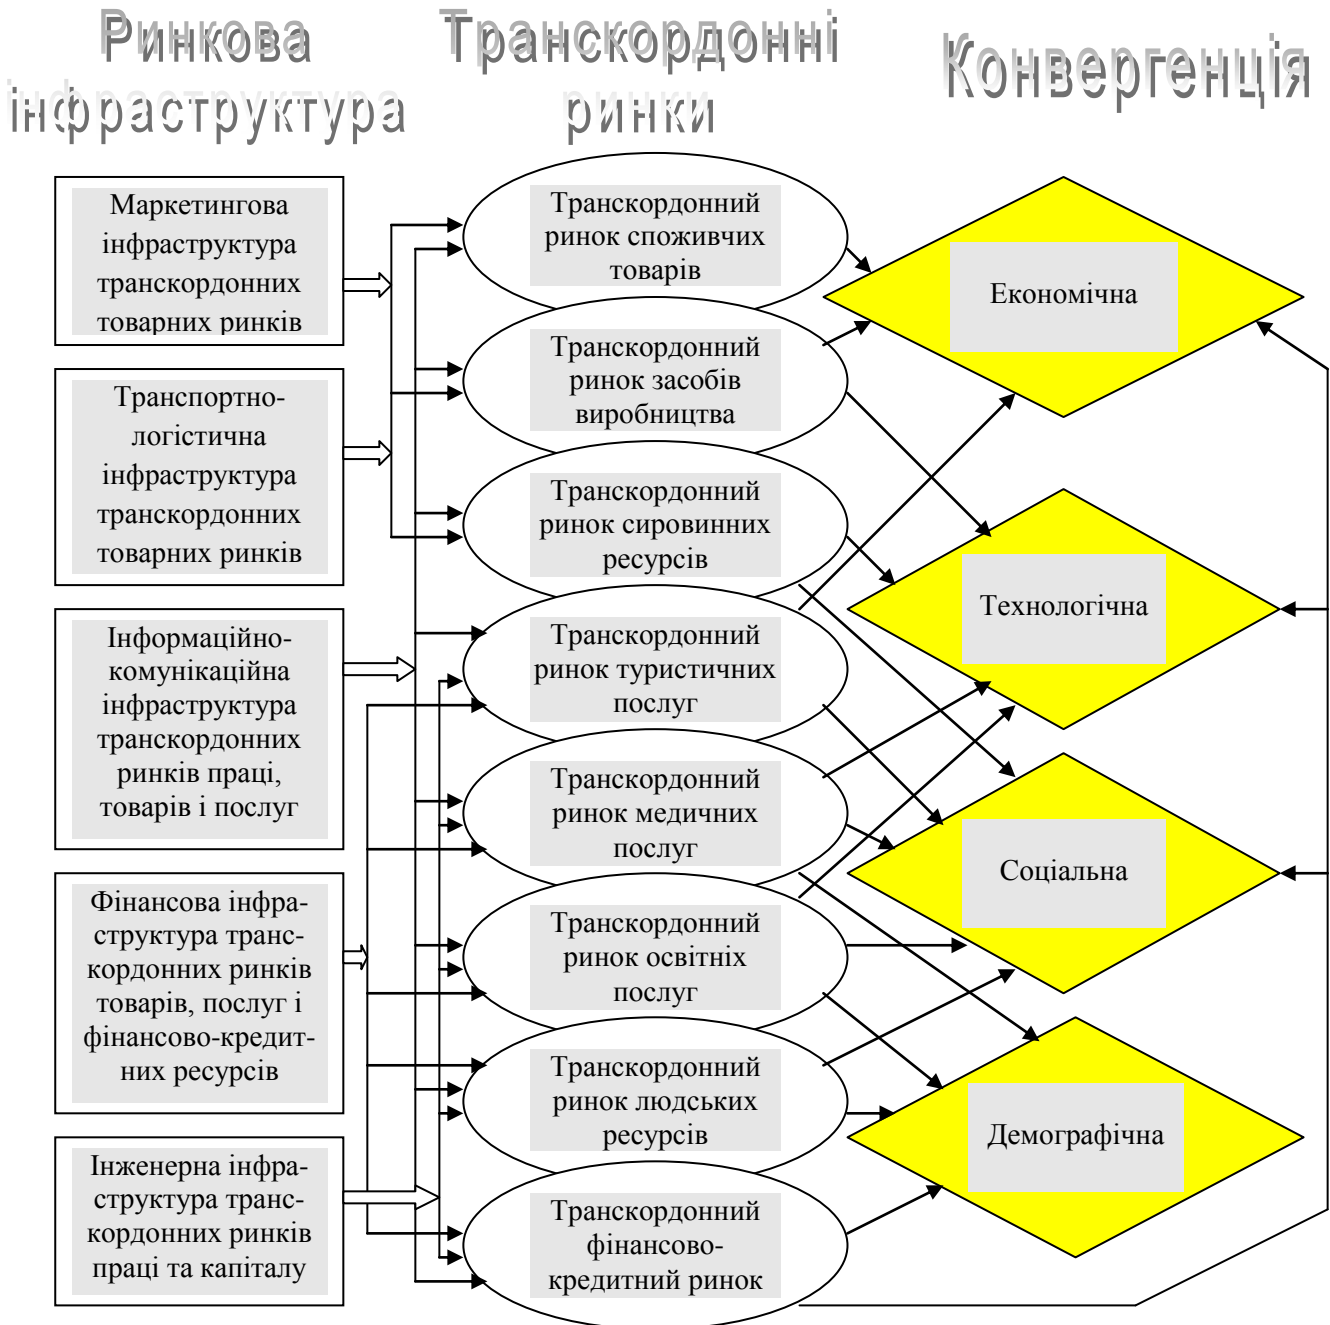 Ринкова
інфраструктура
Транскордонні
ринки
Конвергенція
Маркетингова
інфраструктура
транскордонних
товарних ринків
Транспортно-
логістична
інфраструктура
транскордонних
товарних ринків
Інформаційно-
комунікаційна
інфраструктура
транскордонних
ринків праці,
товарів і послуг
Фінансова інфра-
структура транс-
кордонних ринків
товарів, послуг і
фінансово-кредит-
них ресурсів
Інженерна інфра-
структура транс-
кордонних ринків
праці та капіталу
Транскордонний
ринок споживчих
товарів
Транскордонний
ринок засобів
виробництва
Транскордонний
ринок сировинних
ресурсів
Транскордонний
ринок туристичних
послуг
Транскордонний
ринок медичних
послуг
Транскордонний
ринок освітніх
послуг
Транскордонний
ринок людських
ресурсів
Транскордонний
фінансово-
кредитний ринок
Економічна
Технологічна
Соціальна
Демографічна